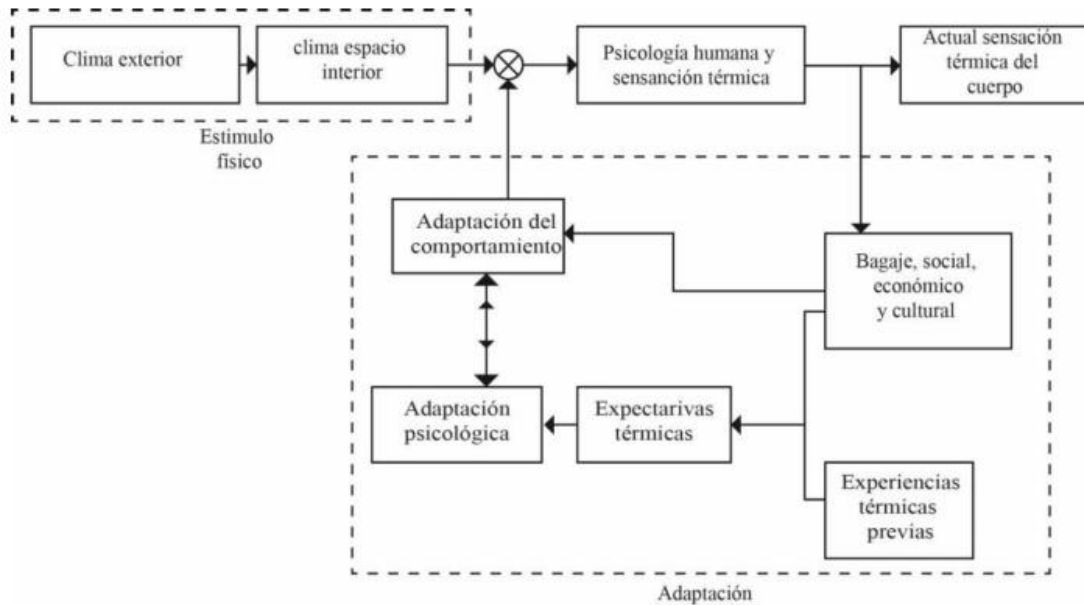 Clima exterior
clima espacio
interior
Psicología humana y
sensanción térmica
Actual sensación
térmica del
cuerpo
Estimulo
físico
Adaptación del
comportamiento
Bagaje, social,
económico
y cultural
Adaptación
psicológica
Expectarivas
térmicas
Experiencias
térmicas
previas
Adaptación